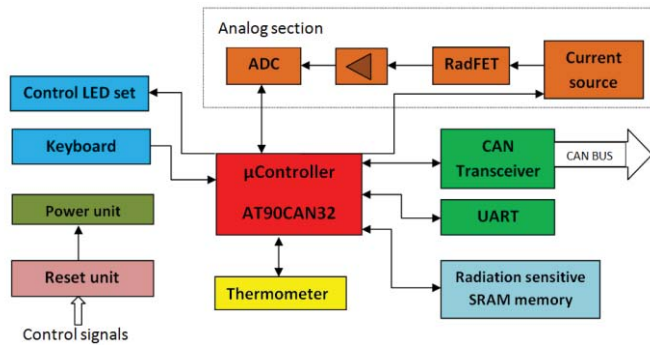 Analog section
ADC
RadFET
Current
source
Control LED set
Keyboard
µController
AT90CAN32
CAN
Transceiver
CAN BUS
Power unit
UART
Reset unit
Thermometer
Radiation sensitive
SRAM memory
Control signals